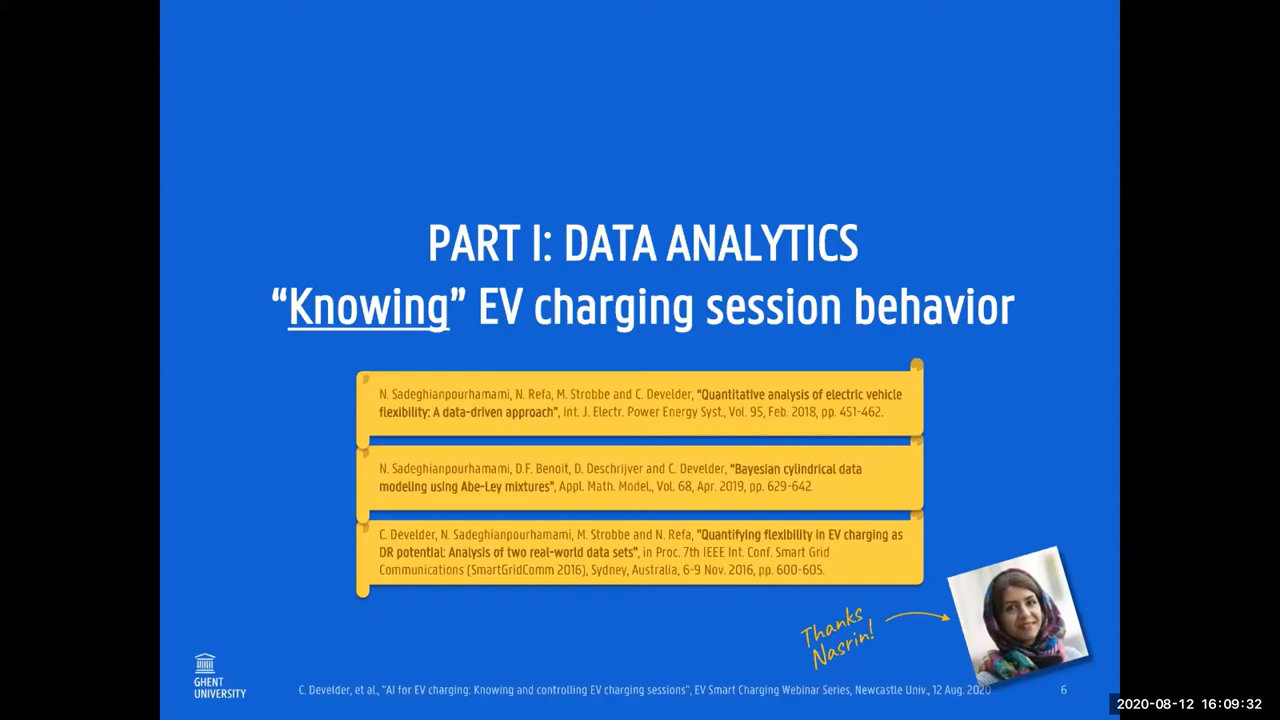 PART I: DATA ANALYTICS
“Knowing” EV charging session behavior
N. Sadeghianpourhamami, N. Refa, M. Strobbe and C. Develder, “Quantitative analysis of electric vehicle
flexibility: A data-driven approach”, Int. J. Electr. Power Energy Syst., Vol. 95, Feb. 2018, pp. 451-462.
N. Sadeghianpourhamami, D.F. Benoit, D. Deschrijver and C. Develder, “Bayesian cylindrical data
modeling using Abe-Ley mixtures”, Appl. Math. Model., Vol. 68, Apr. 2019, pp. 629-642.
C. Develder, N. Sadeghianpourhamami, M. Strobbe and N. Refa, “Quantifying flexibility in EV charging as
DR potential: Analysis of two real-world data sets”, in Proc. 7th IEEE Int. Conf. Smart Grid
Communications (SmartGridComm 2016), Sydney, Australia, 6-9 Nov. 2016, pp. 600-605.
Thanks
Nasrin!
GHENT
UNIVERSITY
C. Develder, et al., “AI for EV charging: Knowing and controlling EV charging sessions”, EV Smart Charging Webinar Series, Newcastle Univ., 12 Aug. 2020
6
2020-08-12 16:09:32